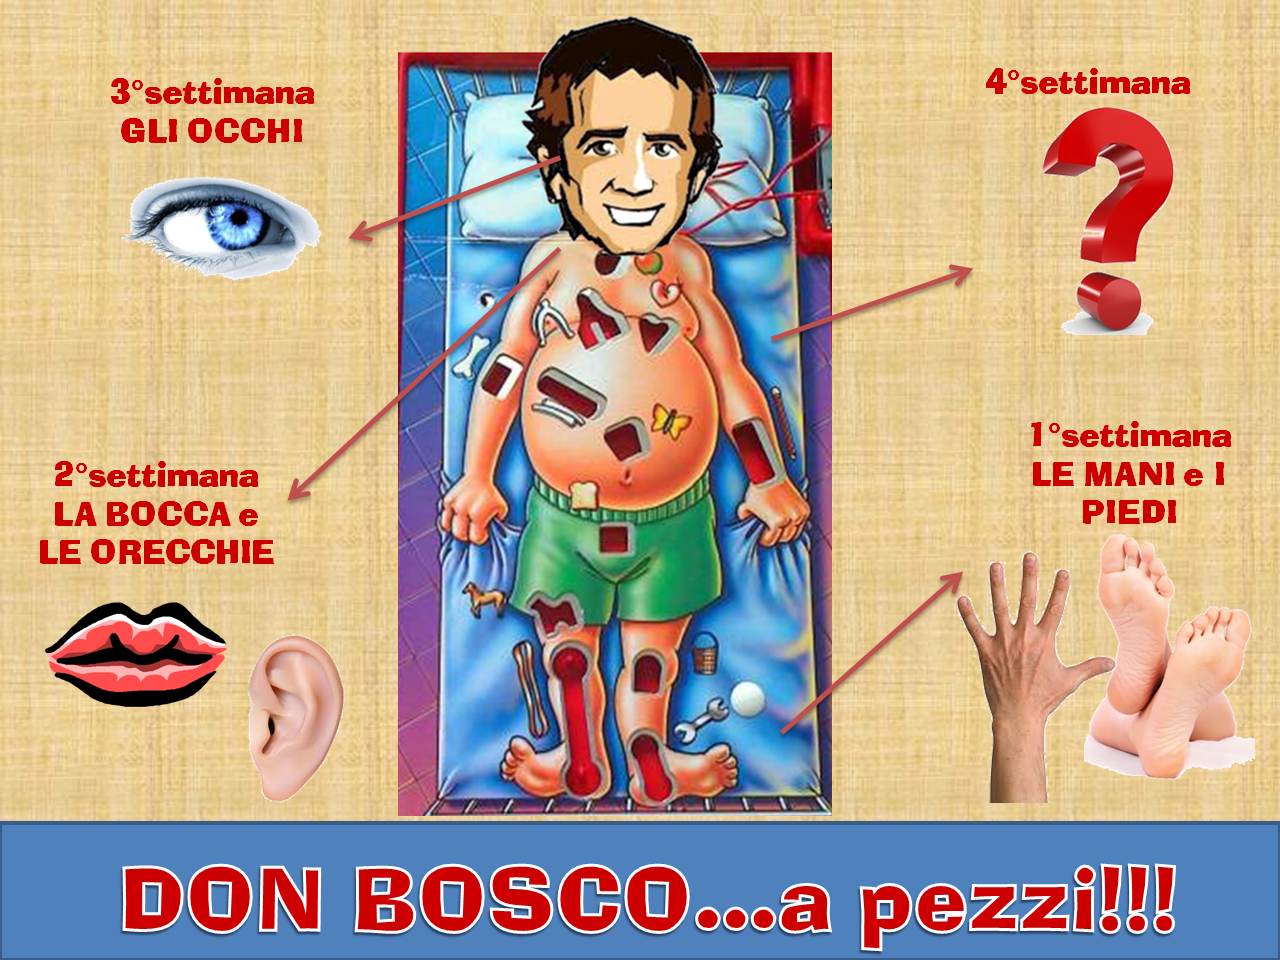 3°settimana
GLI OCCHI
4°settimana
2°settimana
LA BOCCA e
LE ORECCHIE
1°settimana
LE MANI e I
PIEDI
DON BOSCO...a pezzi!!!